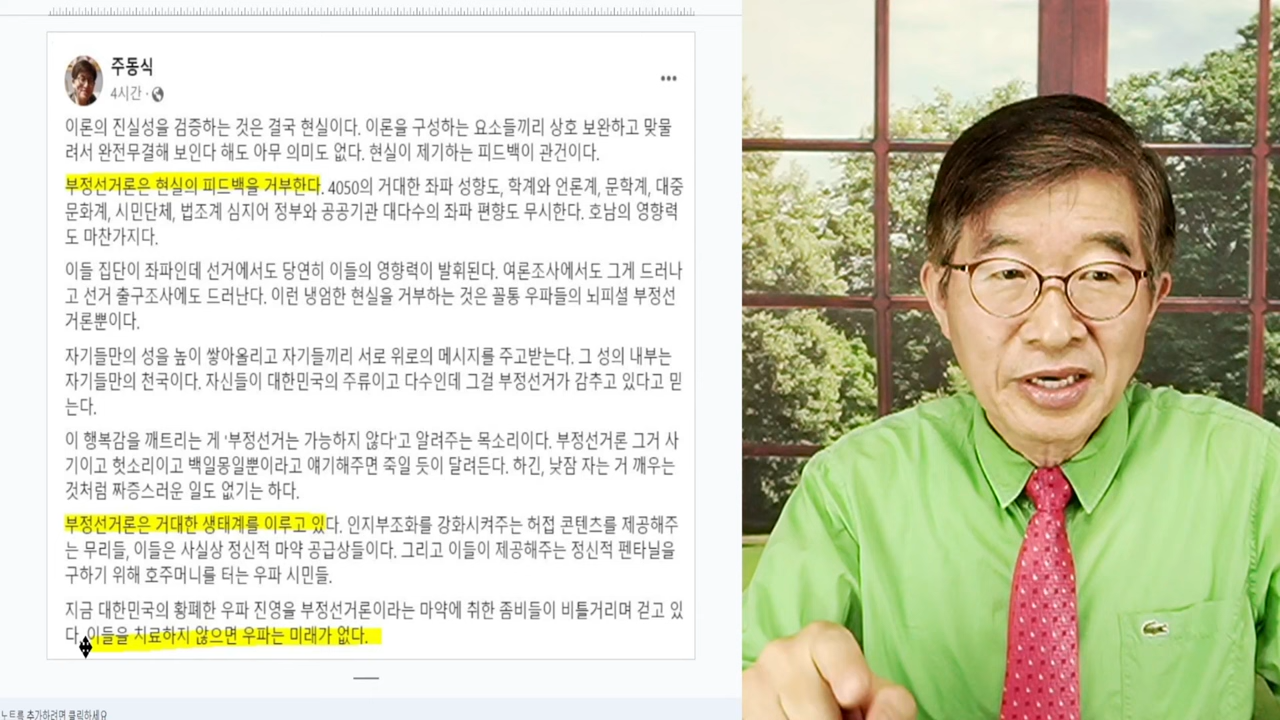 주동식
4시간
이론의 진실성을 검증하는 것은 결국 현실이다. 이론을 구성하는 요소들끼리 상호 보완하고 맞물
려서 완전무결해 보인다 해도 아무 의미도 없다. 현실이 제기하는 피드백이 관건이다.
부정선거론은 현실의 피드백을 거부한다. 4050의 거대한 좌파 성향도, 학계와 언론계, 문학계, 대중
문화계, 시민단체, 법조계 심지어 정부와 공공기관 대다수의 좌파 편향도 무시한다. 호남의 영향력
도 마찬가지다.
이들 집단이 좌파인데 선거에서도 당연히 이들의 영향력이 발휘된다. 여론조사에서도 그게 드러나
고 선거 출구조사에도 드러난다. 이런 냉엄한 현실을 거부하는 것은 꼴통 우파들의 뇌피셜 부정선
거론뿐이다.
자기들만의 성을 높이 쌓아올리고 자기들끼리 서로 위로의 메시지를 주고받는다. 그 성의 내부는
자기들만의 천국이다. 자신들이 대한민국의 주류이고 다수인데 그걸 부정선거가 감추고 있다고 믿
는다.
이 행복감을 깨트리는 게 '부정선거는 가능하지 않다'고 알려주는 목소리이다. 부정선거론 그거 사
기이고 헛소리이고 백일몽일뿐이라고 얘기해주면 죽일 듯이 달려든다. 하긴, 낮잠 자는 거 깨우는
것처럼 짜증스러운 일도 없기는 하다.
부정선거론은 거대한 생태계를 이루고 있다. 인지부조화를 강화시켜주는 허접 콘텐츠를 제공해주
는 무리들, 이들은 사실상 정신적 마약 공급상들이다. 그리고 이들이 제공해주는 정신적 펜타닐을
구하기 위해 호주머니를 터는 우파 시민들.
지금 대한민국의 황폐한 우파 진영을 부정선거론이라는 마약에 취한 좀비들이 비틀거리며 걷고 있
다. 이들을 치료하지 않으면 우파는 미래가 없다.
노트를 추가하려면 클릭하세요